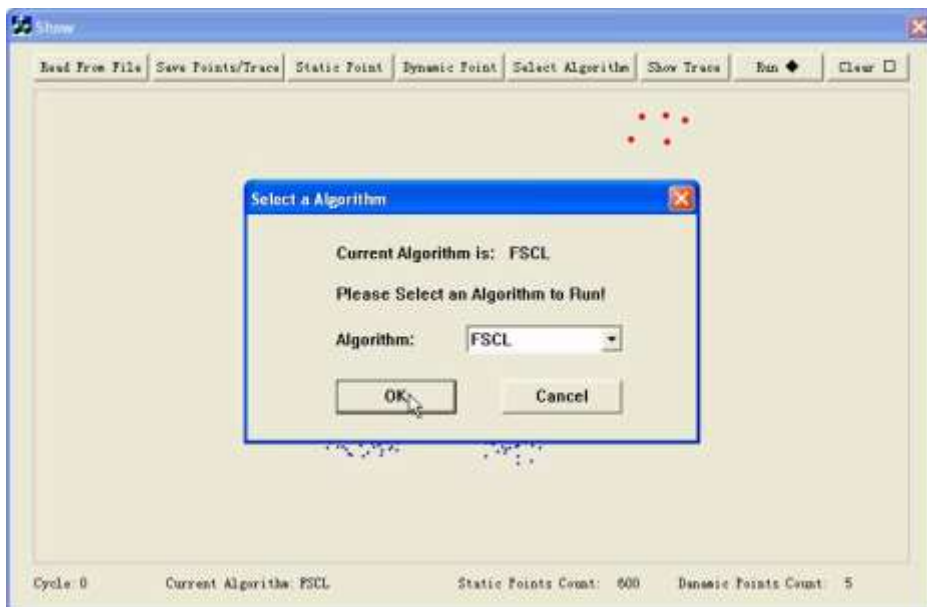 Show
Read From File Save Points/Trace Static Point Dynamic Point Select Algorithm Show Trace Run Clear
Select a Algorithm
Current Algorithm is: FSCL
Please Select an Algorithm to Run!
Algorithm: FSCL
OK Cancel
Cycle: 0 Current Algorithm: FSCL Static Points Count: 600 Danamic Points Count: 5